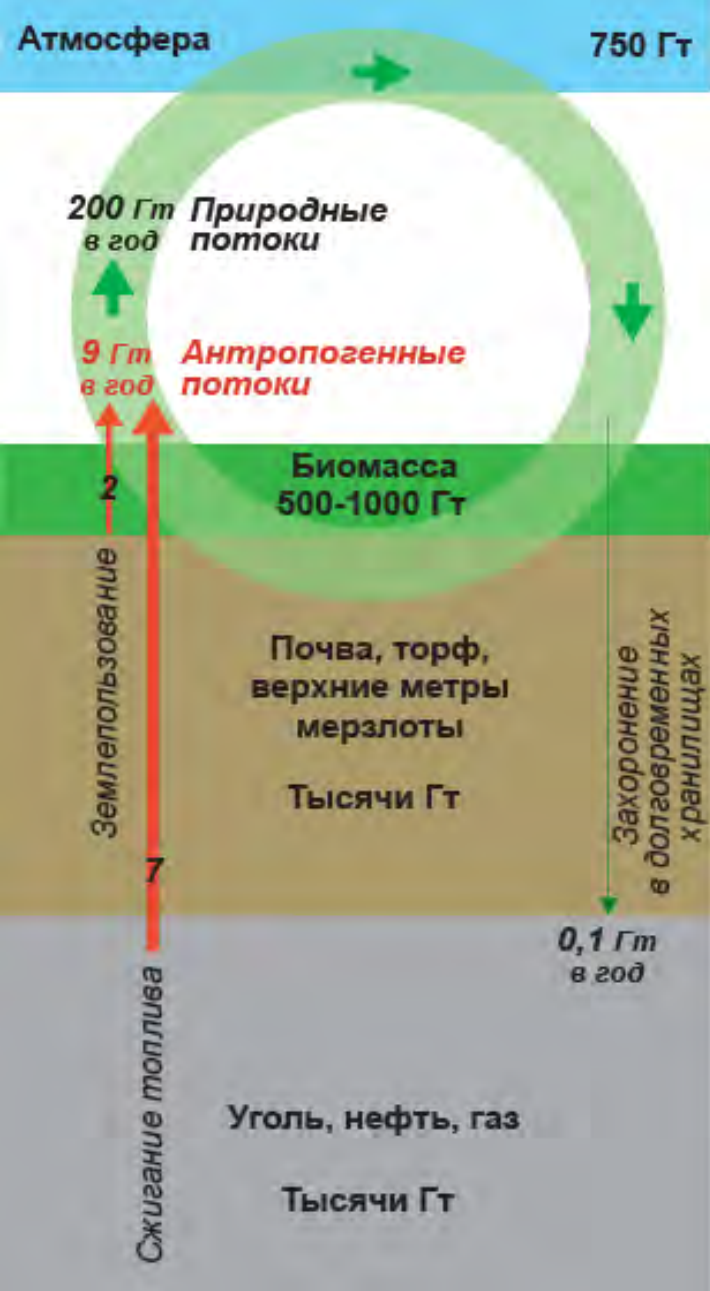 Атмосфера
750 Гт
200 Гт
в год
Природные
потоки
9 Гт
в год
Антропогенные
потоки
Биомасса
500-1000 Гт
2
Землепользование
Почва, торф,
верхние метры
мерзлоты
Тысячи Гт
Захоронение
в долговременных
хранилищах
7
0,1 Гт
в год
Сжигание топлива
Уголь, нефть, газ
Тысячи Гт